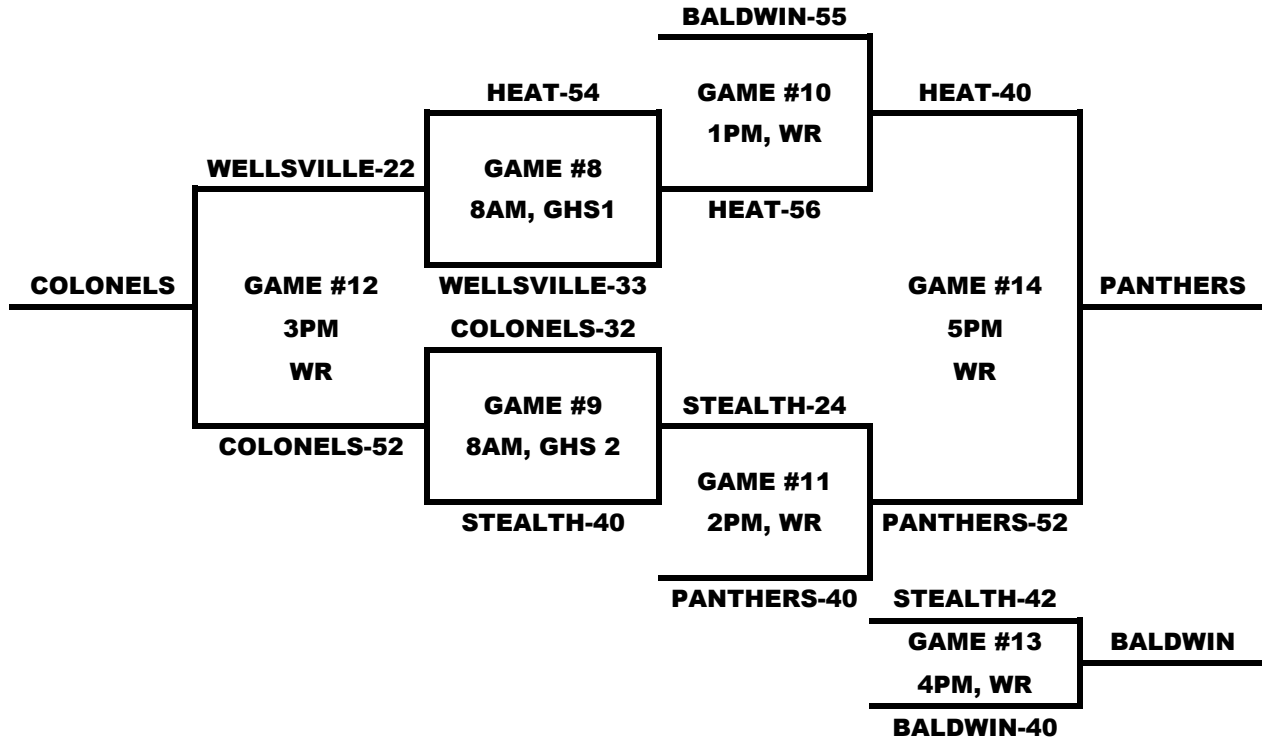 BALDWIN-55
HEAT-54
GAME #10
HEAT-40
1PM, WR
WELLSVILLE-22
GAME #8
8AM, GHS1
HEAT-56
COLONELS
GAME #12
WELLSVILLE-33
GAME #14
PANTHERS
3PM
COLONELS-32
5PM
WR
WR
GAME #9
STEALTH-24
COLONELS-52
8AM, GHS 2
GAME #11
STEALTH-40
2PM, WR
PANTHERS-52
PANTHERS-40
STEALTH-42
GAME #13
BALDWIN
4PM, WR
BALDWIN-40